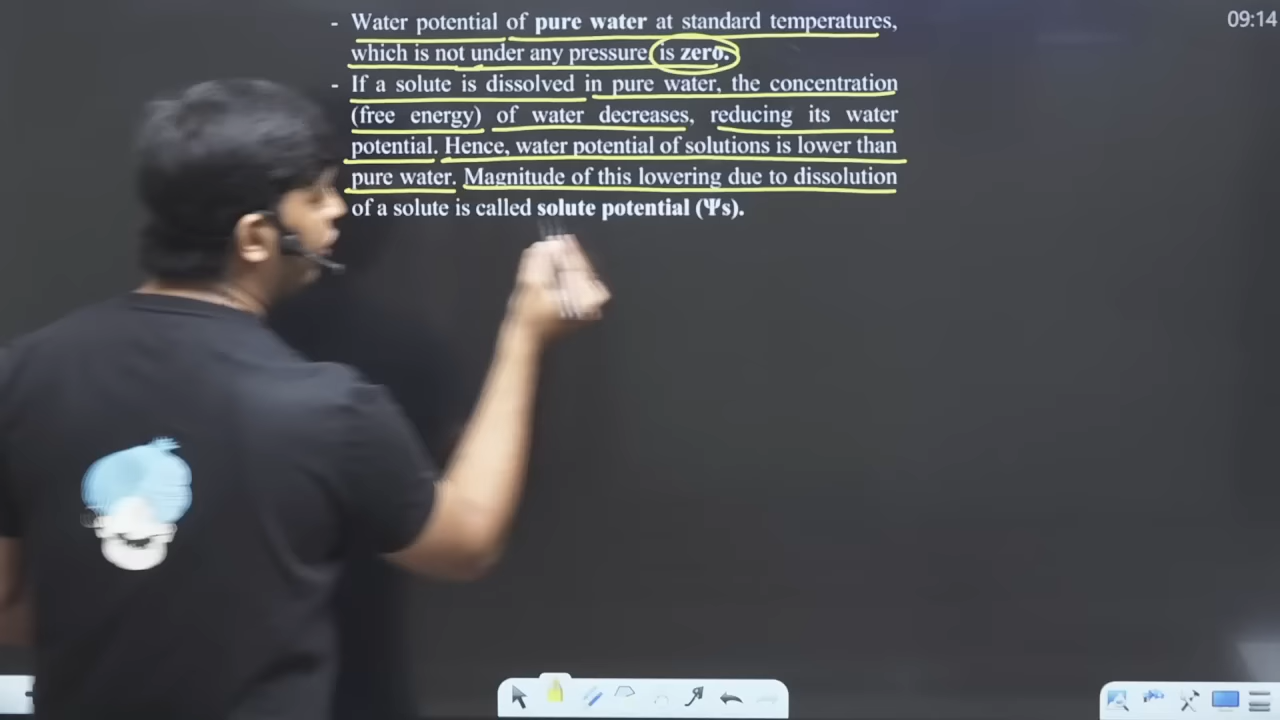 - Water potential of pure water at standard temperatures,
which is not under any pressure is zero.
- If a solute is dissolved in pure water, the concentration
(free energy) of water decreases, reducing its water
potential. Hence, water potential of solutions is lower than
pure water. Magnitude of this lowering due to dissolution
of a solute is called solute potential (Ψs).
09:14